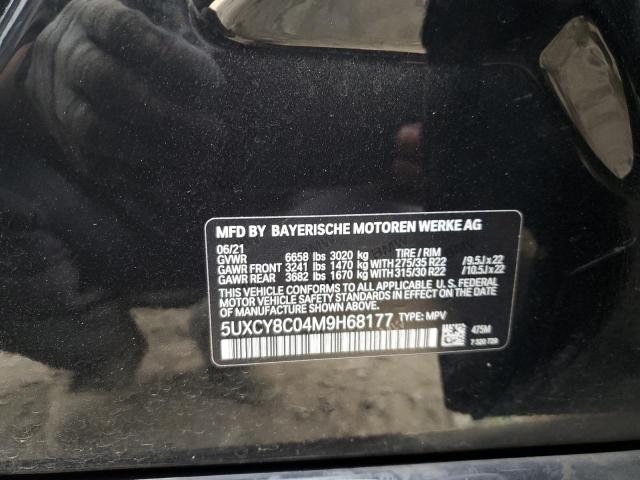 MFD BY BAYERISCHE MOTOREN WERKE AG
06/21
GVWR 6658 lbs 3020 kg TIRE / RIM
GAWR FRONT 3241 lbs 1470 kg WITH 275/35 R22 /9.5J x 22
GAWR REAR 3682 lbs 1670 kg WITH 315/30 R22 /10.5J x 22
THIS VEHICLE CONFORMS TO ALL APPLICABLE U. S. FEDERAL
MOTOR VEHICLE SAFETY STANDARDS IN EFFECT ON THE DATE
OF MANUFACTURE SHOWN ABOVE.
5UXCY8C04M9H68177 TYPE: MPV
475M
7 320 729